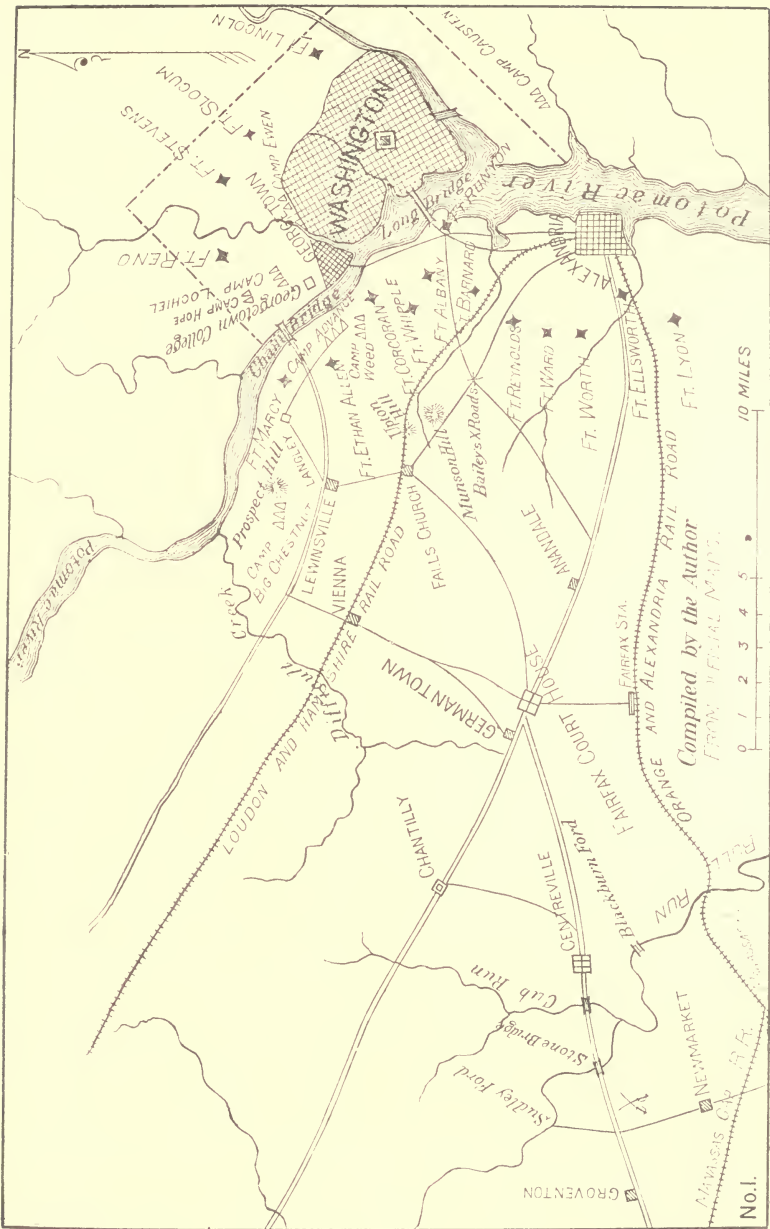 No. I.
N
FT. LINCOLN
FT. SLOCUM
FT. STEVENS
FT. RENO
CAMP EWEN
GEORGETOWN
WASHINGTON
CAMP CAUSTEN
CAMP LOCHIEL
CAMP HOPE
Georgetown College
Chain Bridge
Long Bridge
FT. RUNYON
Potomac River
ALEXANDRIA
CAMP ADVANCE
FT MARCY
FT. ETHAN ALLEN
CAMP
Weed
FT. CORCORAN
FT. WHIPPLE
FT ALBANY
FT BARNARD
FT. REYNOLDS
FT. WARD
FT. WORTH
FT. ELLSWORTH
FT. LYON
Upton
Hill
Munson Hill
Baileys X Roads
LANGLEY
Prospect Hill
CAMP
BIG CHESTNUT
LEWINSVILLE
Potomac River
Creek
Difficult
VIENNA
FALLS CHURCH
ANANDALE
LOUDON AND HAMPSHIRE RAIL ROAD
GERMANTOWN
FAIRFAX COURT HOUSE
FAIRFAX STA.
ORANGE AND ALEXANDRIA RAIL ROAD
CHANTILLY
CENTREVILLE
Blackburn Ford
Cub Run
Stone Bridge
Sudley Ford
BULL RUN
X
NEWMARKET
GROVENTON
MANASSAS GAP R.R.
Compiled by the Author
0 1 2 3 4 5 10 MILES